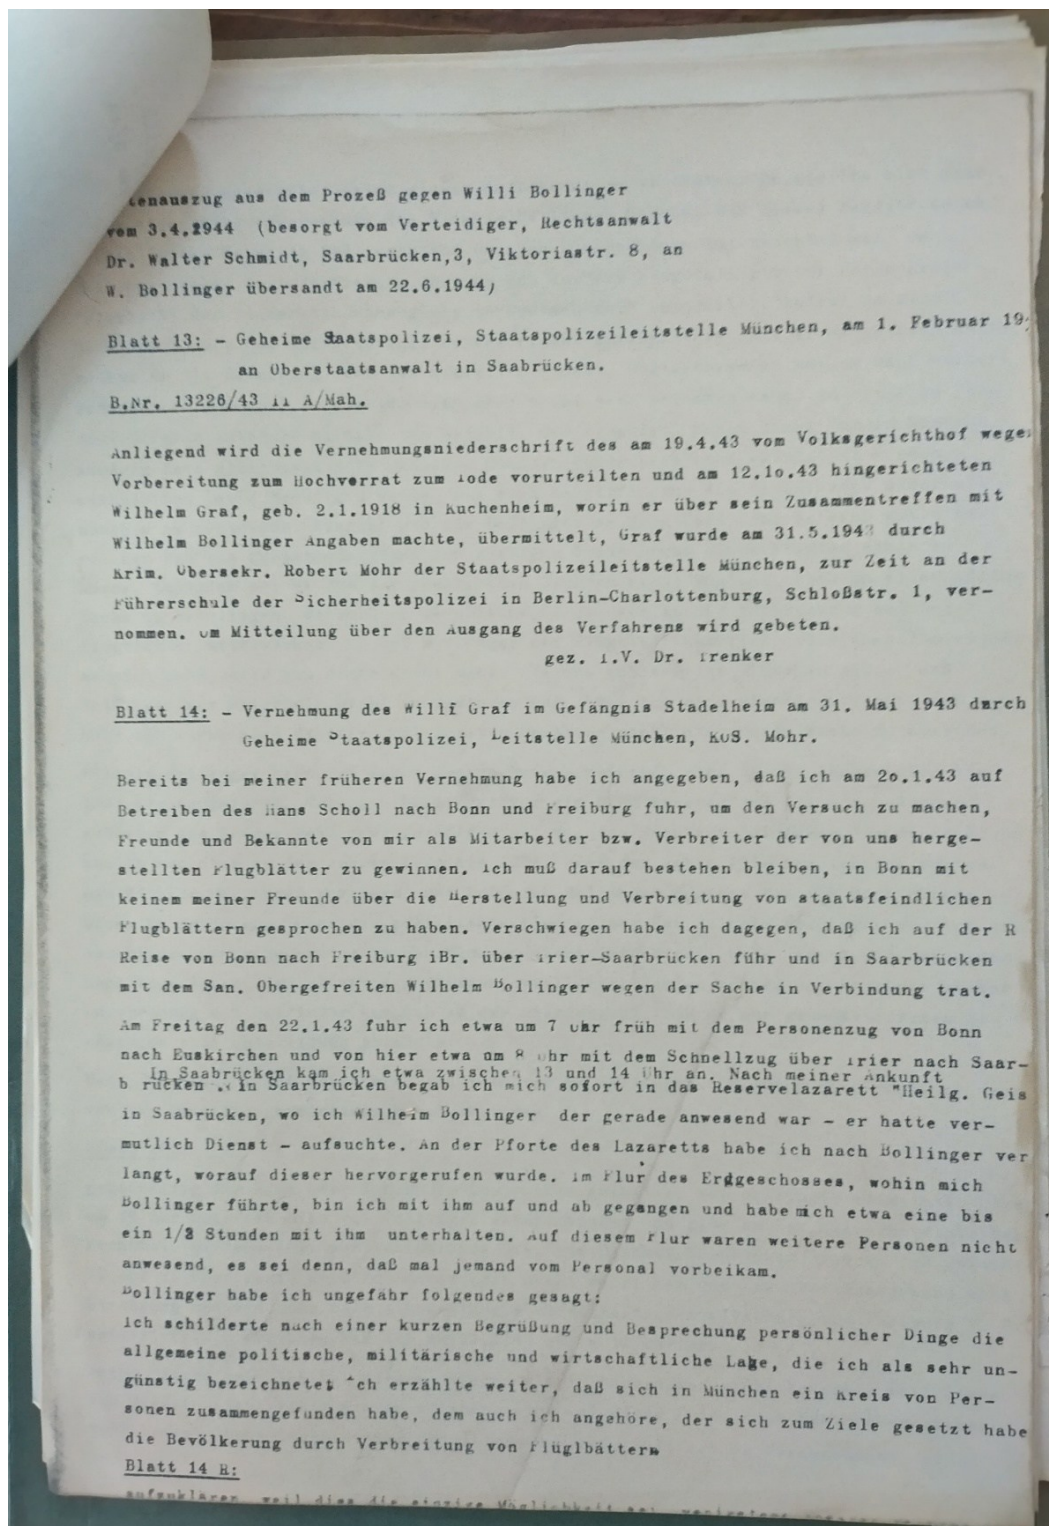 tenauszug aus dem Prozeß gegen Willi Bollinger
vom 3.4.1944 (besorgt vom Verteidiger, Rechtsanwalt
Dr. Walter Schmidt, Saarbrücken,3, Viktoriastr. 8, an
W. Bollinger übersandt am 22.6.1944)
Blatt 13: - Geheime Staatspolizei, Staatspolizeileitstelle München, am 1. Februar 19
an Oberstaatsanwalt in Saabrücken.
B.Nr. 13226/43 II A/Mah.
Anliegend wird die Vernehmungsniederschrift des am 19.4.43 vom Volksgerichthof wege
Vorbereitung zum Hochverrat zum Tode vorurteilten und am 12.1o.43 hingerichteten
Wilhelm Graf, geb. 2.1.1918 in Kuchenheim, worin er über sein Zusammentreffen mit
Wilhelm Bollinger Angaben machte, übermittelt, Graf wurde am 31.5.1943 durch
Krim. Obersekr. Robert Mohr der Staatspolizeileitstelle München, zur Zeit an der
Führerschule der Sicherheitspolizei in Berlin-Charlottenburg, Schloßstr. 1, ver-
nommen. Um Mitteilung über den Ausgang des Verfahrens wird gebeten.
gez. I.V. Dr. Trenker
Blatt 14: - Vernehmung des Willi Graf im Gefängnis Stadelheim am 31. Mai 1943 durch
Geheime Staatspolizei, Leitstelle München, KOS. Mohr.
Bereits bei meiner früheren Vernehmung habe ich angegeben, daß ich am 2o.1.43 auf
Betreiben des Hans Scholl nach Bonn und Freiburg fuhr, um den Versuch zu machen,
Freunde und Bekannte von mir als Mitarbeiter bzw. Verbreiter der von uns herge-
stellten Flugblätter zu gewinnen. Ich muß darauf bestehen bleiben, in Bonn mit
keinem meiner Freunde über die Herstellung und Verbreitung von staatsfeindlichen
Flugblättern gesprochen zu haben. Verschwiegen habe ich dagegen, daß ich auf der R
Reise von Bonn nach Freiburg iBr. über Trier-Saarbrücken führ und in Saarbrücken
mit dem San. Obergefreiten Wilhelm Bollinger wegen der Sache in Verbindung trat.
Am Freitag den 22.1.43 fuhr ich etwa um 7 Uhr früh mit dem Personenzug von Bonn
nach Euskirchen und von hier etwa um 8 Uhr mit dem Schnellzug über Trier nach Saar-
In Saabrücken kam ich etwa zwischen 13 und 14 Uhr an. Nach meiner Ankunft
b rücken . in Saarbrücken begab ich mich sofort in das Reservelazarett "Heilg. Geis
in Saabrücken, wo ich Wilhelm Bollinger der gerade anwesend war - er hatte ver-
mutlich Dienst - aufsuchte. An der Pforte des Lazaretts habe ich nach Bollinger ver
langt, worauf dieser hervorgerufen wurde. Im Flur des Erdgeschosses, wohin mich
Bollinger führte, bin ich mit ihm auf und ab gegangen und habe mich etwa eine bis
ein 1/2 Stunden mit ihm unterhalten. Auf diesem Flur waren weitere Personen nicht
anwesend, es sei denn, daß mal jemand vom Personal vorbeikam.
Bollinger habe ich ungefähr folgendes gesagt:
Ich schilderte nach einer kurzen Begrüßung und Besprechung persönlicher Dinge die
allgemeine politische, militärische und wirtschaftliche Lage, die ich als sehr un-
günstig bezeichnete. Ich erzählte weiter, daß sich in München ein Kreis von Per-
sonen zusammengefunden habe, dem auch ich angehöre, der sich zum Ziele gesetzt habe
die Bevölkerung durch Verbreitung von Flüglbättern
Blatt 14 R:
aufzuklären, weil dies die einzige Möglichkeit sei,